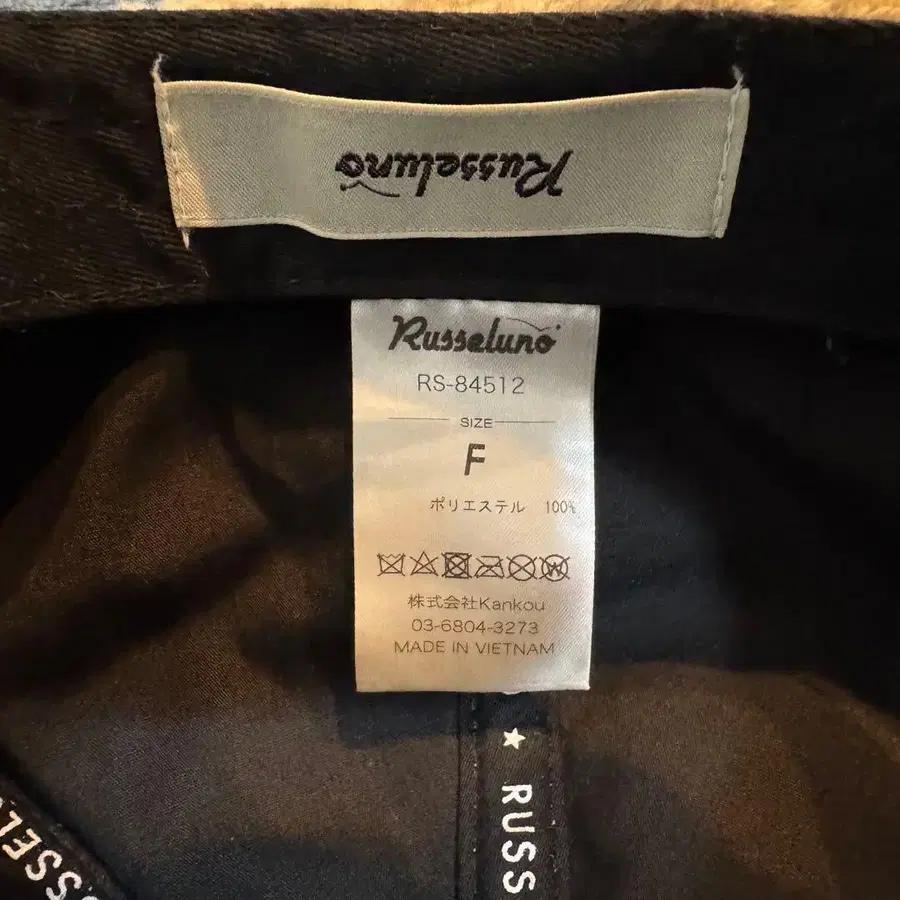 Russeluno
Russeluno
RS-84512
SIZE
F
ポリエステル 100%
株式会社Kankou
03-6804-3273
MADE IN VIETNAM
★ RUSS
SSEL